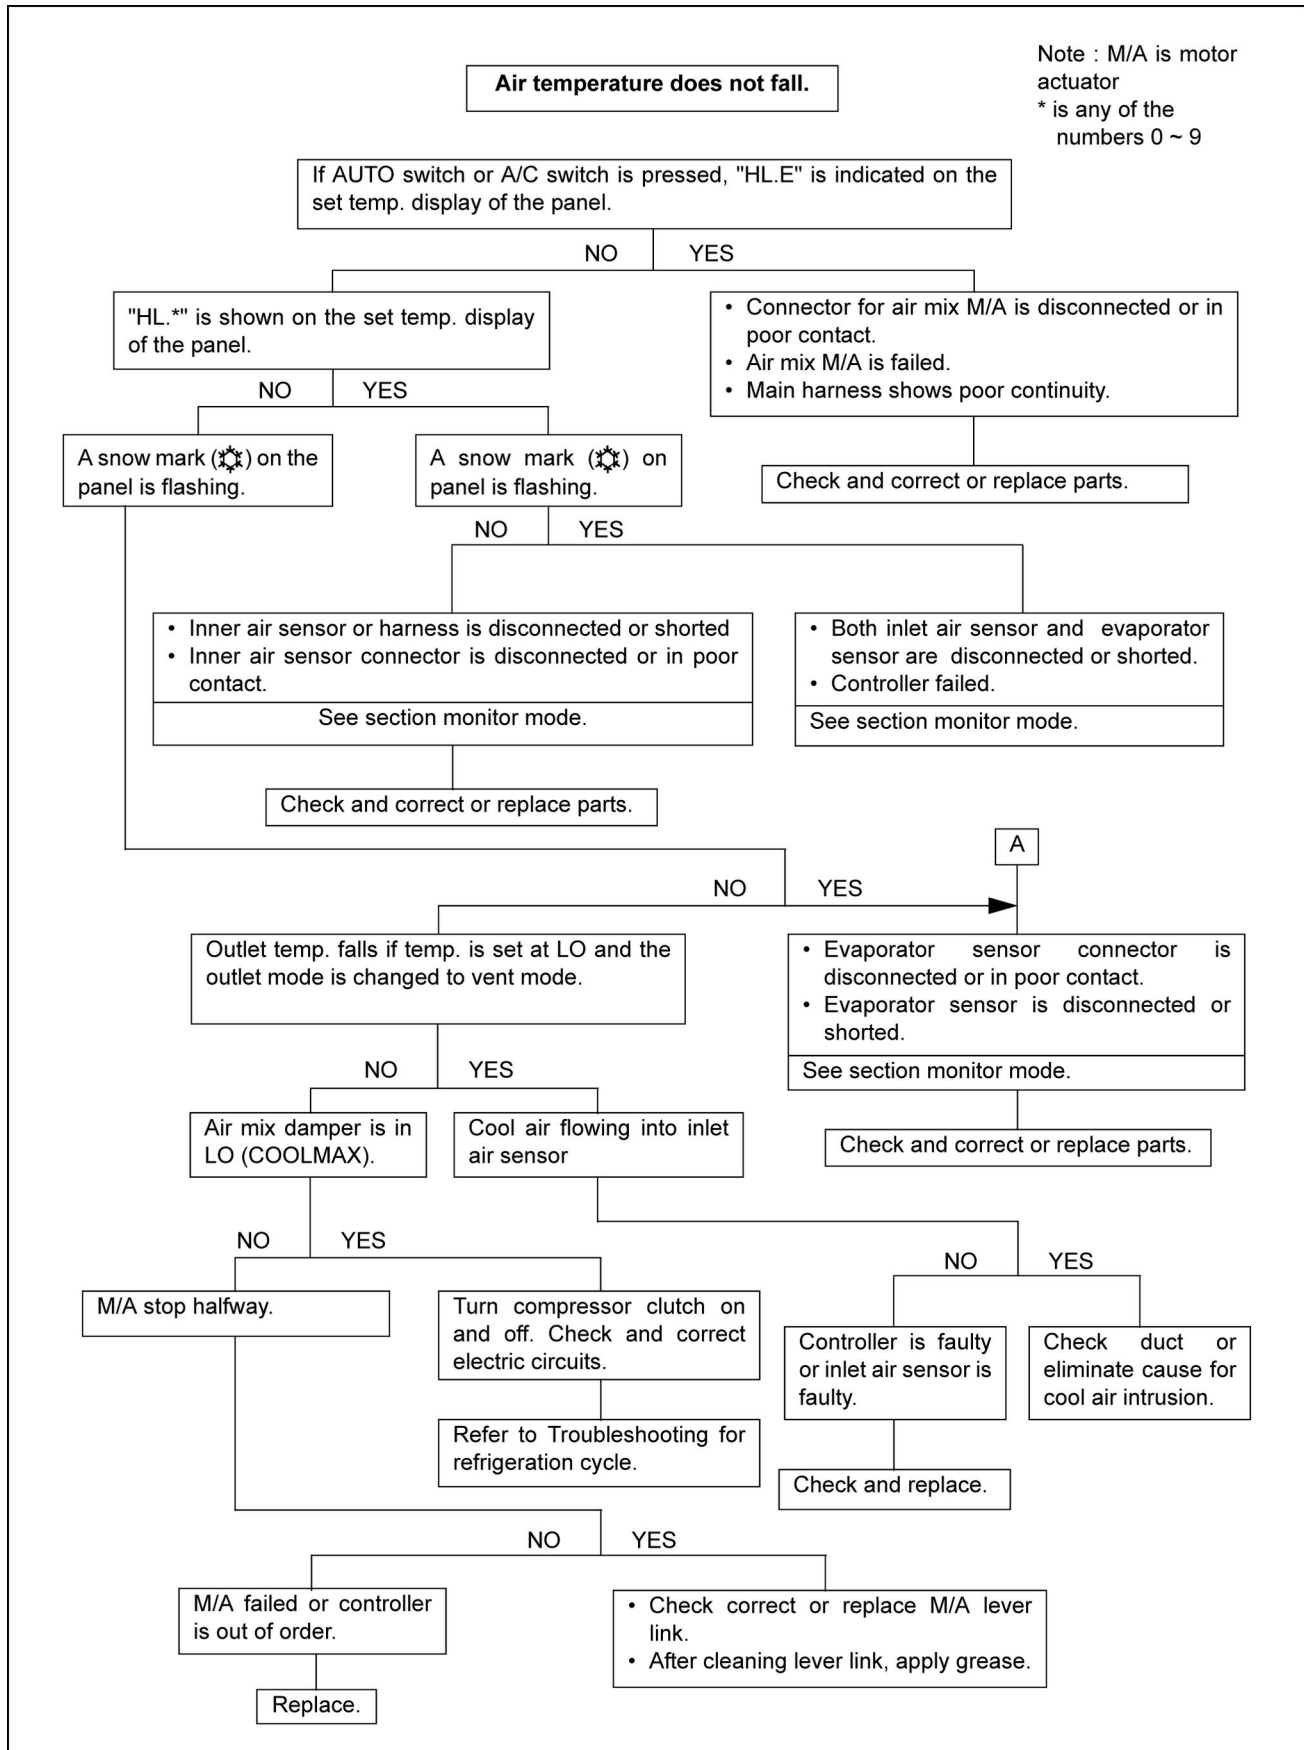 Air temperature does not fall.
Note : M/A is motor
actuator
* is any of the
numbers 0 ~ 9
If AUTO switch or A/C switch is pressed, "HL.E" is indicated on the
set temp. display of the panel.
NO YES
"HL.*" is shown on the set temp. display
of the panel.
• Connector for air mix M/A is disconnected or in
poor contact.
• Air mix M/A is failed.
• Main harness shows poor continuity.
NO YES
A snow mark ( ) on the
panel is flashing.
A snow mark ( ) on
panel is flashing.
Check and correct or replace parts.
NO YES
• Inner air sensor or harness is disconnected or shorted
• Inner air sensor connector is disconnected or in poor
contact.
See section monitor mode.
• Both inlet air sensor and evaporator
sensor are disconnected or shorted.
• Controller failed.
See section monitor mode.
Check and correct or replace parts.
A
NO YES
Outlet temp. falls if temp. is set at LO and the
outlet mode is changed to vent mode.
• Evaporator sensor connector is
disconnected or in poor contact.
• Evaporator sensor is disconnected or
shorted.
See section monitor mode.
NO YES
Air mix damper is in
LO (COOLMAX).
Cool air flowing into inlet
air sensor
Check and correct or replace parts.
NO YES
NO YES
M/A stop halfway.
Turn compressor clutch on
and off. Check and correct
electric circuits.
Controller is faulty
or inlet air sensor is
faulty.
Check duct or
eliminate cause for
cool air intrusion.
Refer to Troubleshooting for
refrigeration cycle.
Check and replace.
NO YES
M/A failed or controller
is out of order.
• Check correct or replace M/A lever
link.
• After cleaning lever link, apply grease.
Replace.